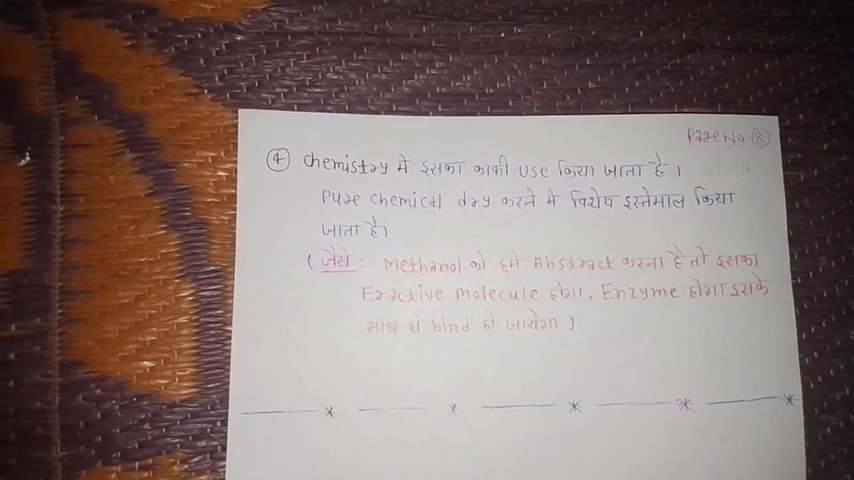 Page No. 8
④ Chemistry में इसका काफी use किया जाता है।
Pure chemical dry करने में विशेष इस्तेमाल किया
जाता है।
( जैसे : Methanol को हमे Abstract करना है तो इसका
Eractive molecule होगा, Enzyme होगा इसके
साथ ये bind हो जायेगा )